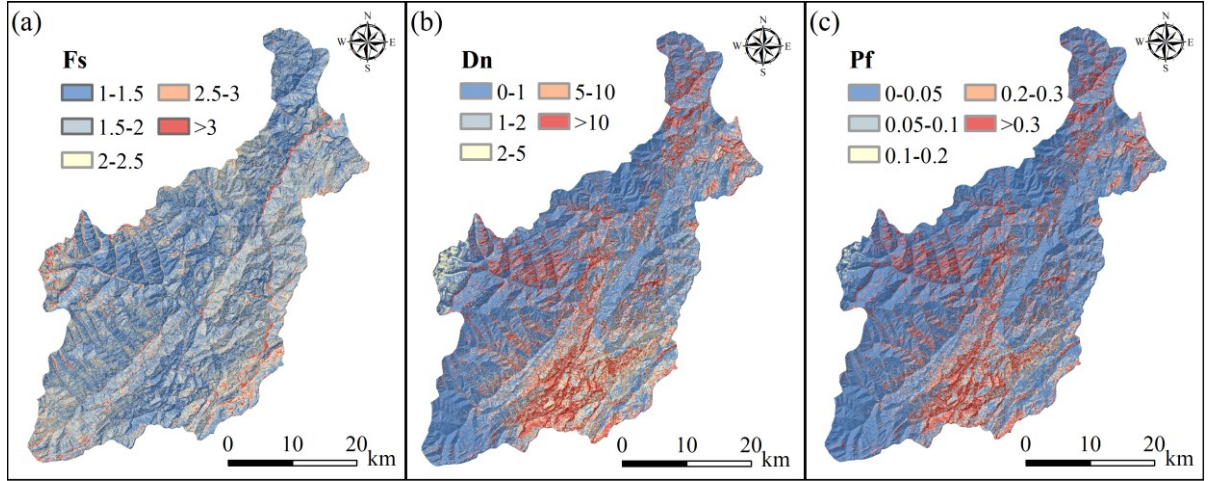 (a)
N
W E
S
Fs
1-1.5 2.5-3
1.5-2 >3
2-2.5
0 10 20
km
(b)
N
W E
S
Dn
0-1 5-10
1-2 >10
2-5
0 10 20
km
(c)
N
W E
S
Pf
0-0.05 0.2-0.3
0.05-0.1 >0.3
0.1-0.2
0 10 20
km